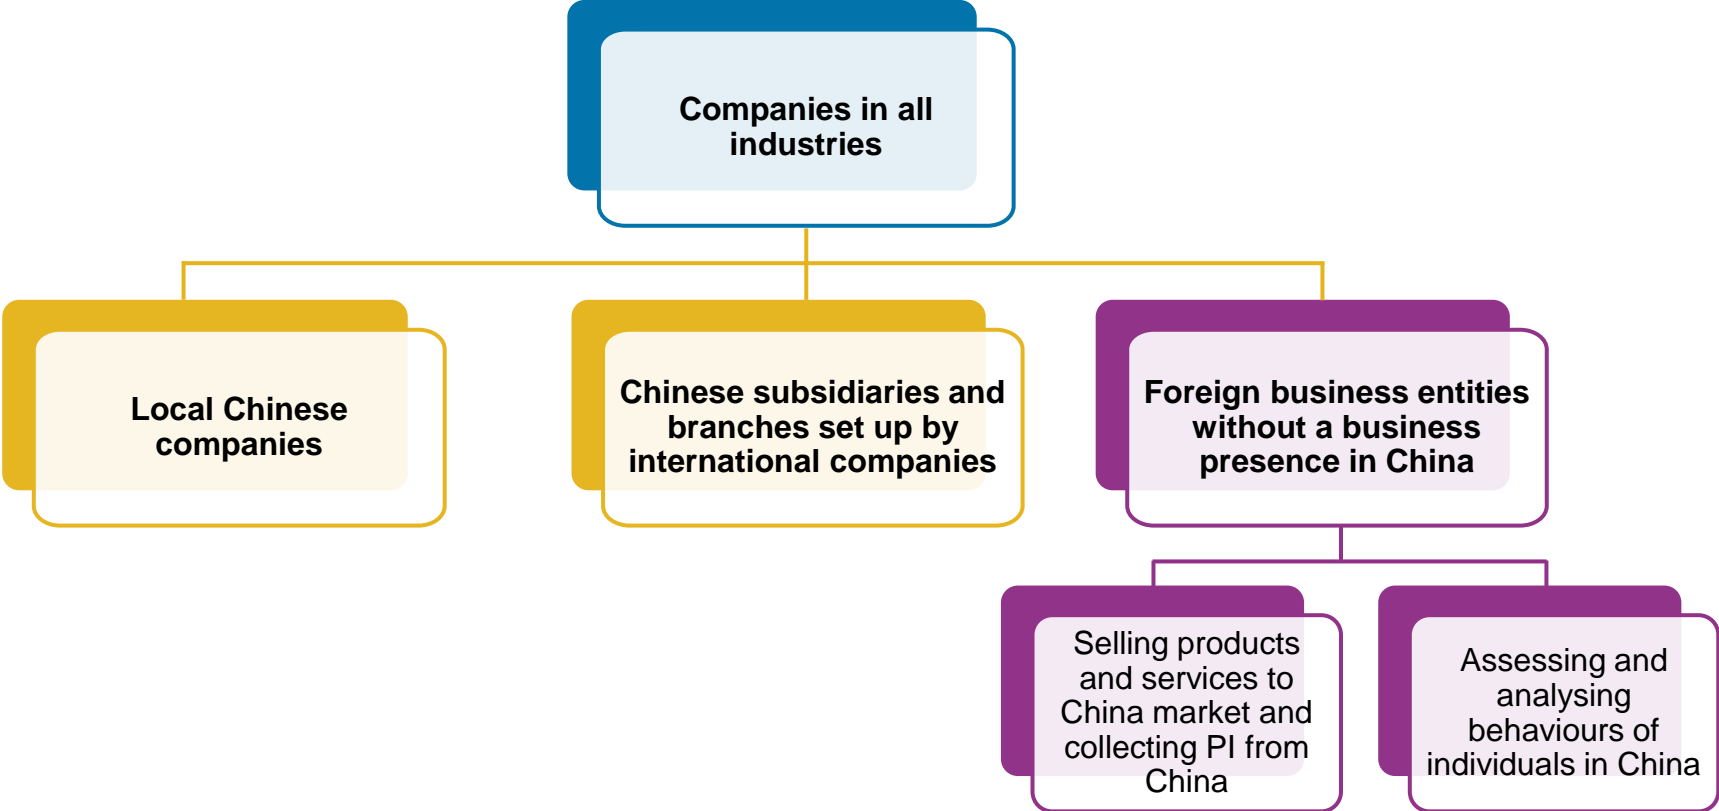 Companies in all
industries
Local Chinese
companies
Chinese subsidiaries and
branches set up by
international companies
Foreign business entities
without a business
presence in China
Selling products
and services to
China market and
collecting PI from
China
Assessing and
analysing
behaviours of
individuals in China